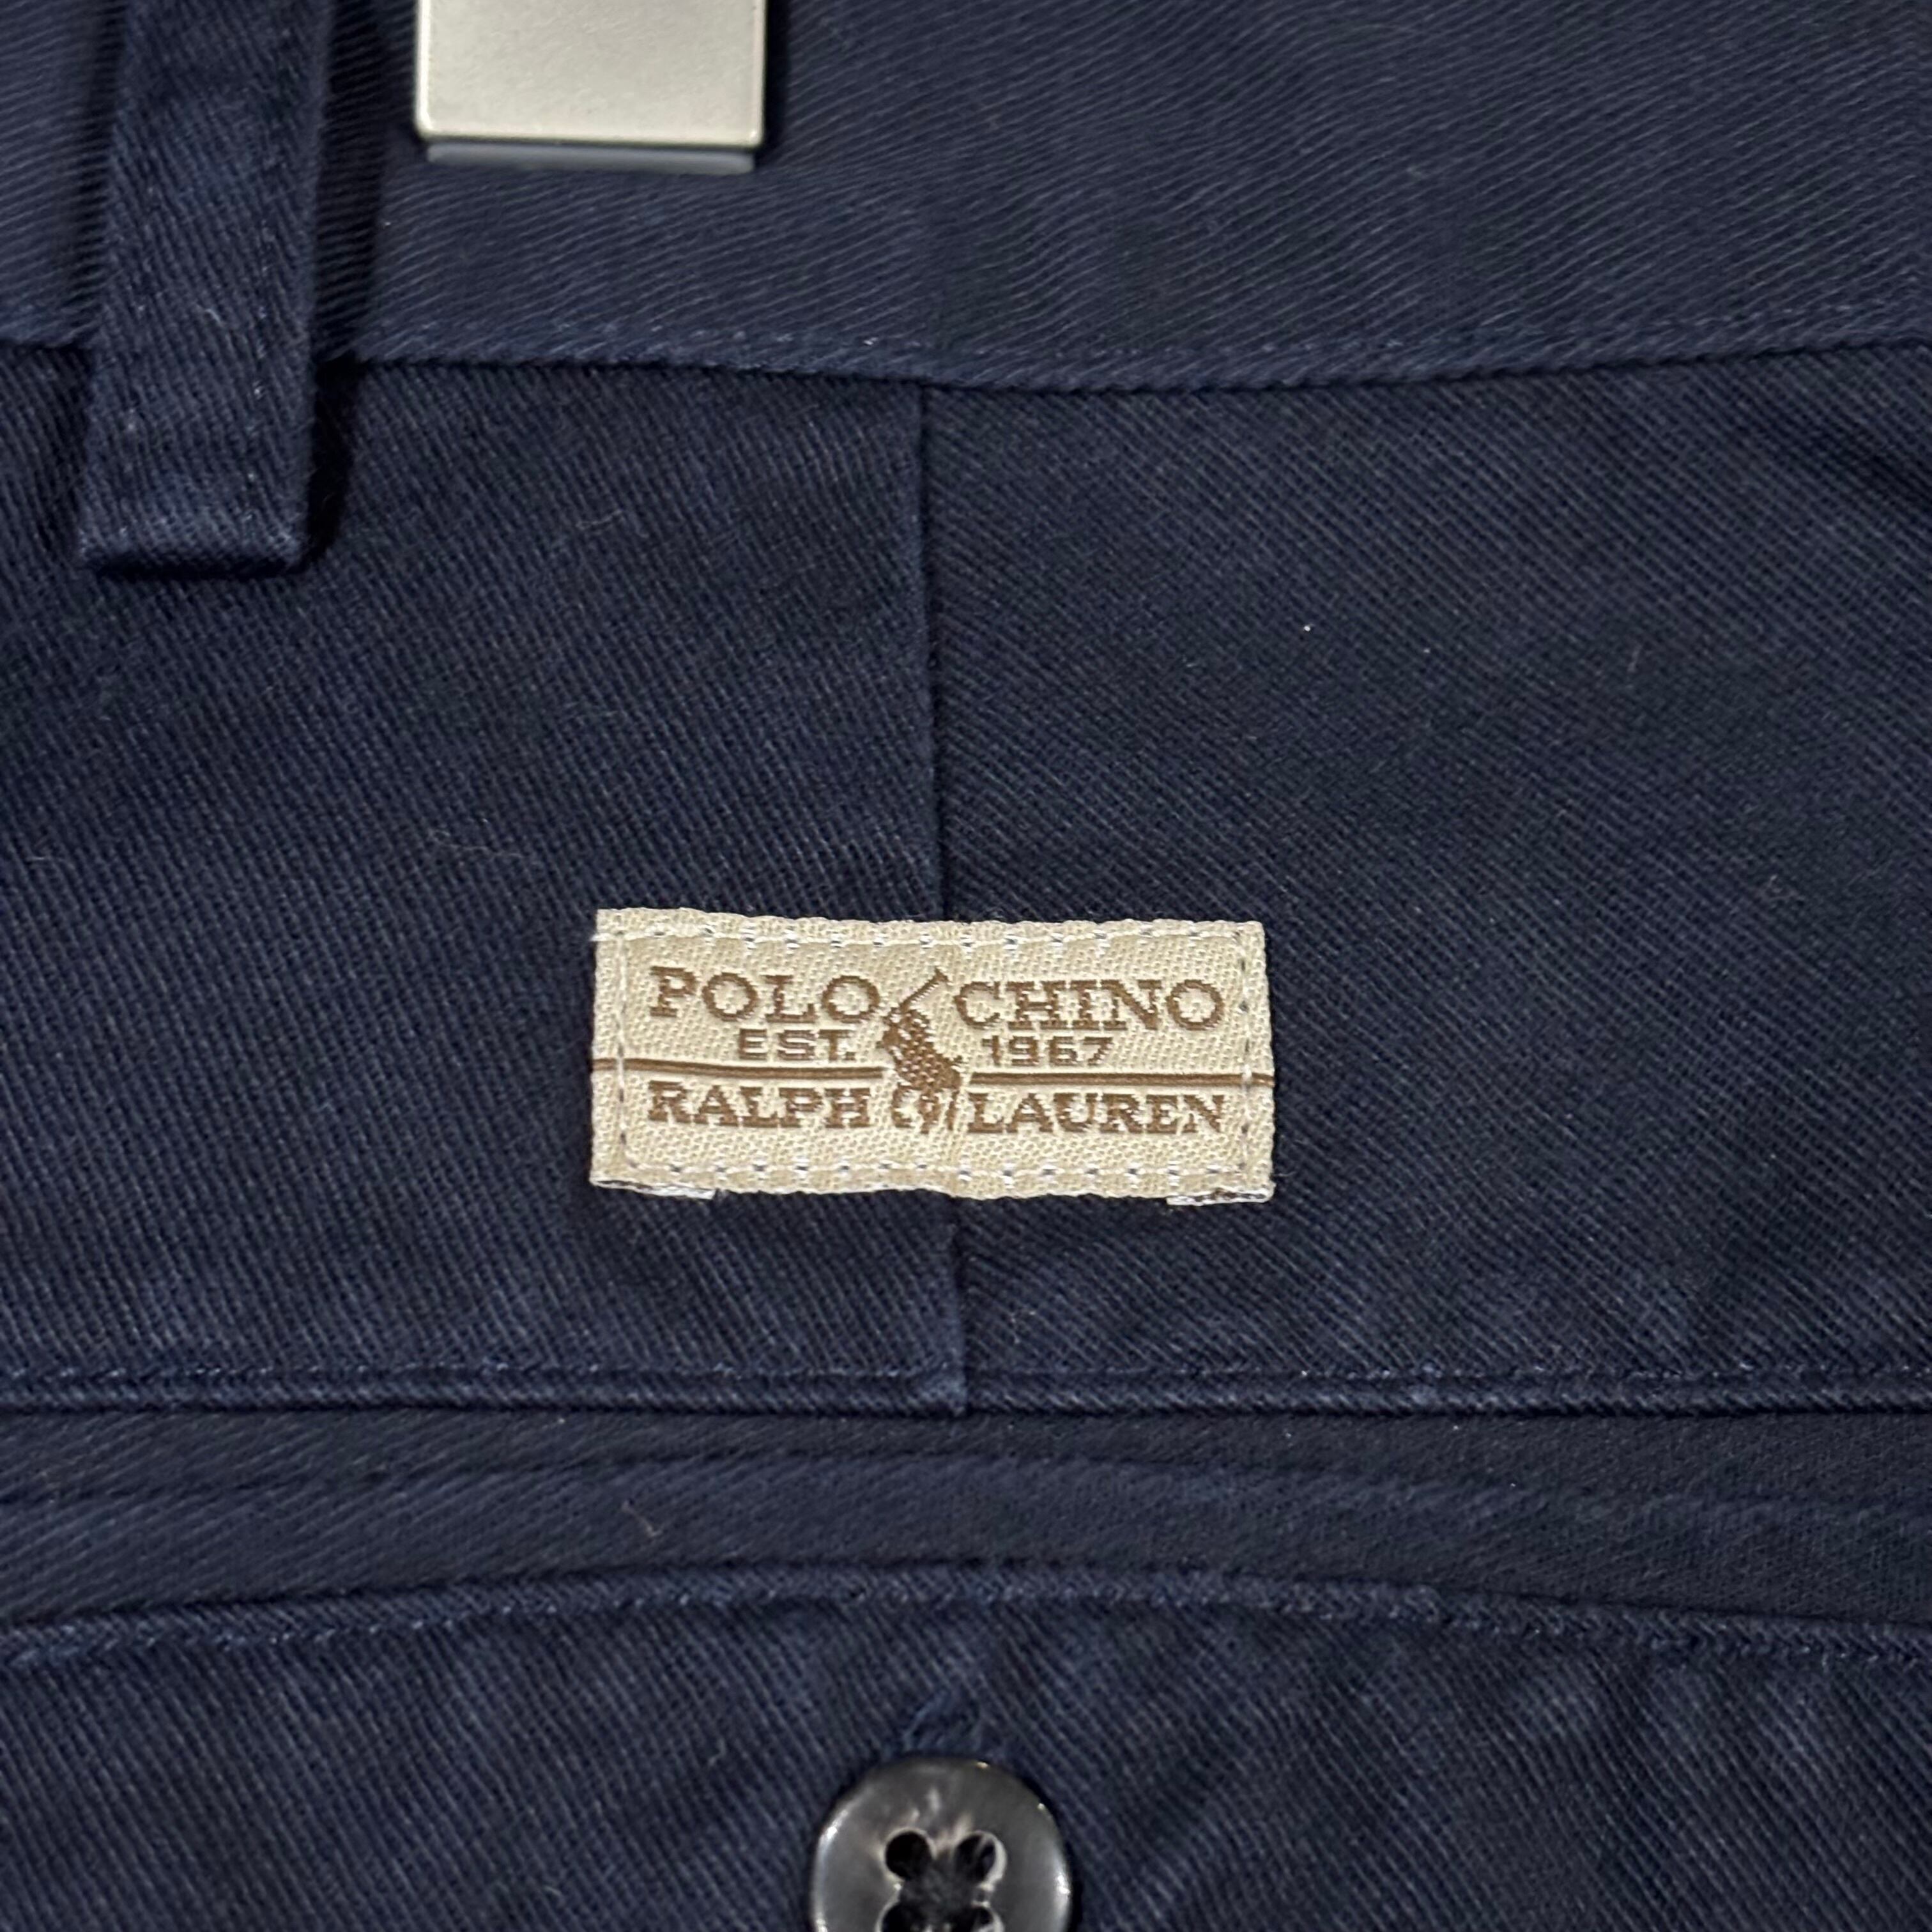 POLO CHINO
EST. 1967
RALPH LAUREN